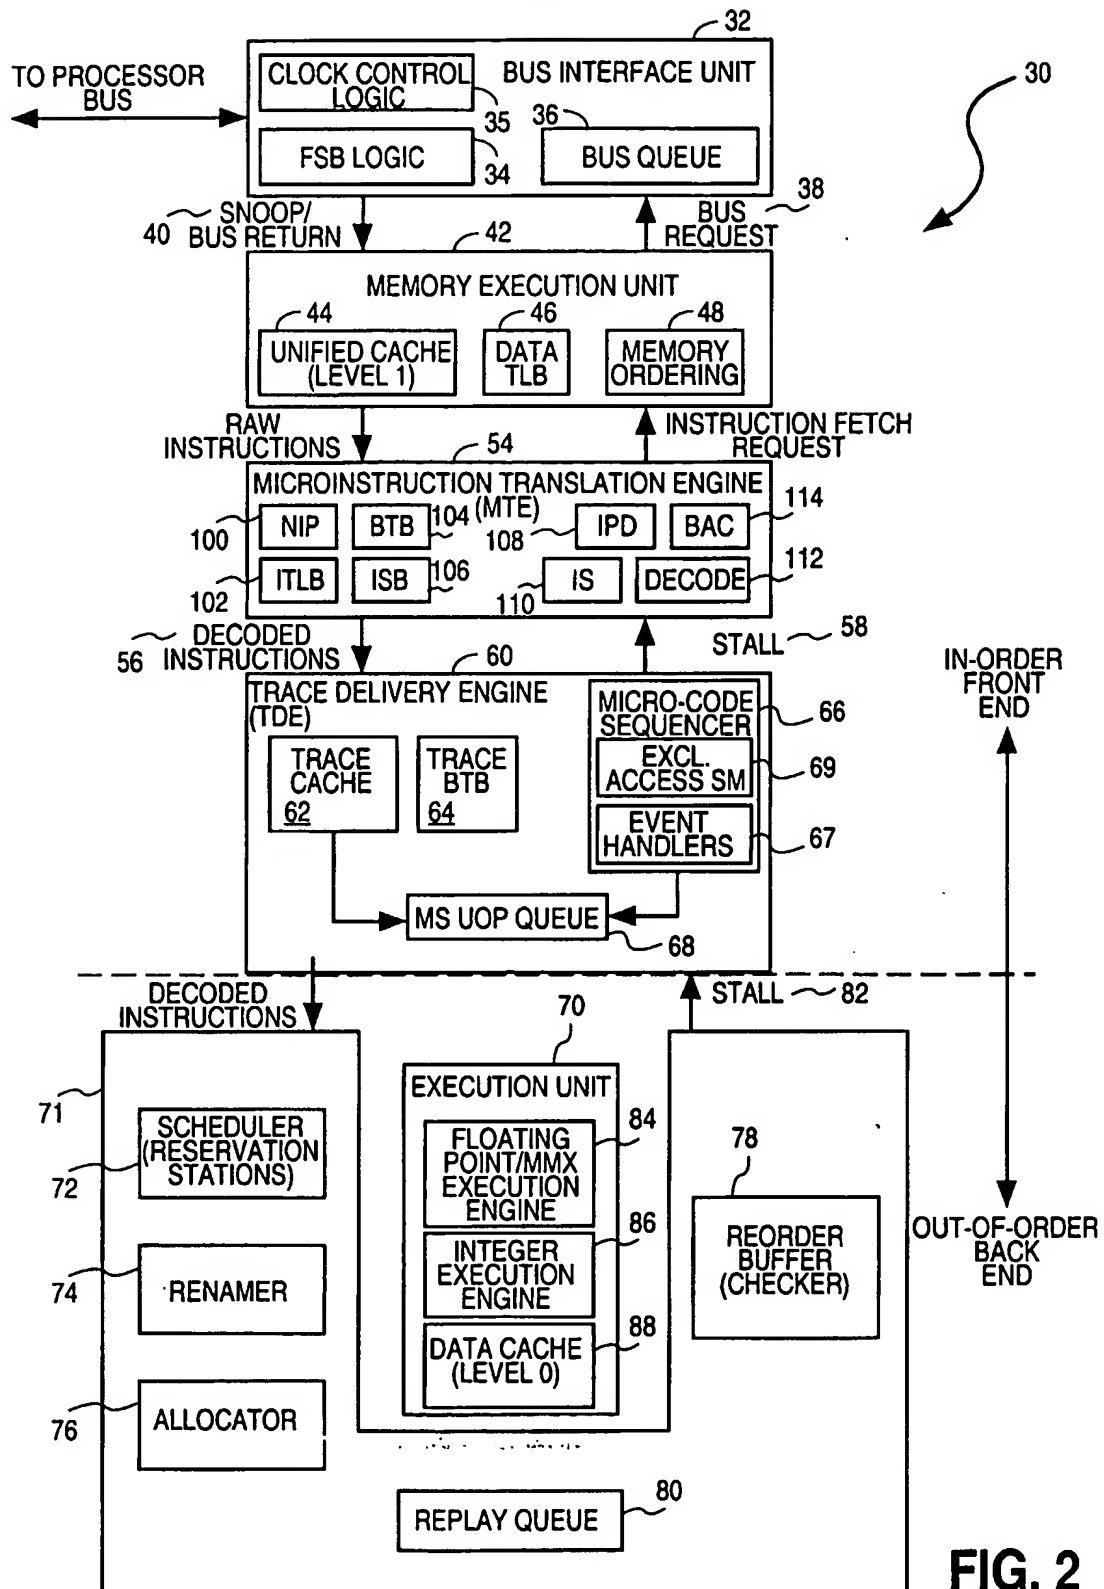 32
CLOCK CONTROL
LOGIC
35
BUS INTERFACE UNIT
TO PROCESSOR
BUS
30
FSB LOGIC
34
36
BUS QUEUE
40
SNOOP/
BUS RETURN
38
BUS
REQUEST
42
MEMORY EXECUTION UNIT
44
UNIFIED CACHE
(LEVEL 1)
46
DATA
TLB
48
MEMORY
ORDERING
RAW
INSTRUCTIONS
INSTRUCTION FETCH
REQUEST
54
MICROINSTRUCTION TRANSLATION ENGINE
(MTE)
100
NIP
BTB
104
108
IPD
BAC
114
102
ITLB
ISB
106
110
IS
DECODE
112
56
DECODED
INSTRUCTIONS
STALL
58
60
TRACE DELIVERY ENGINE
(TDE)
TRACE
CACHE
62
TRACE
BTB
64
MICRO-CODE
SEQUENCER
66
EXCL.
ACCESS SM
69
EVENT
HANDLERS
67
MS UOP QUEUE
68
IN-ORDER
FRONT
END
DECODED
INSTRUCTIONS
STALL
82
71
70
EXECUTION UNIT
SCHEDULER
(RESERVATION
STATIONS)
72
RENAMER
74
ALLOCATOR
76
FLOATING
POINT/MMX
EXECUTION
ENGINE
84
INTEGER
EXECUTION
ENGINE
86
DATA CACHE
(LEVEL 0)
88
78
REORDER
BUFFER
(CHECKER)
OUT-OF-ORDER
BACK
END
REPLAY QUEUE
80
FIG. 2